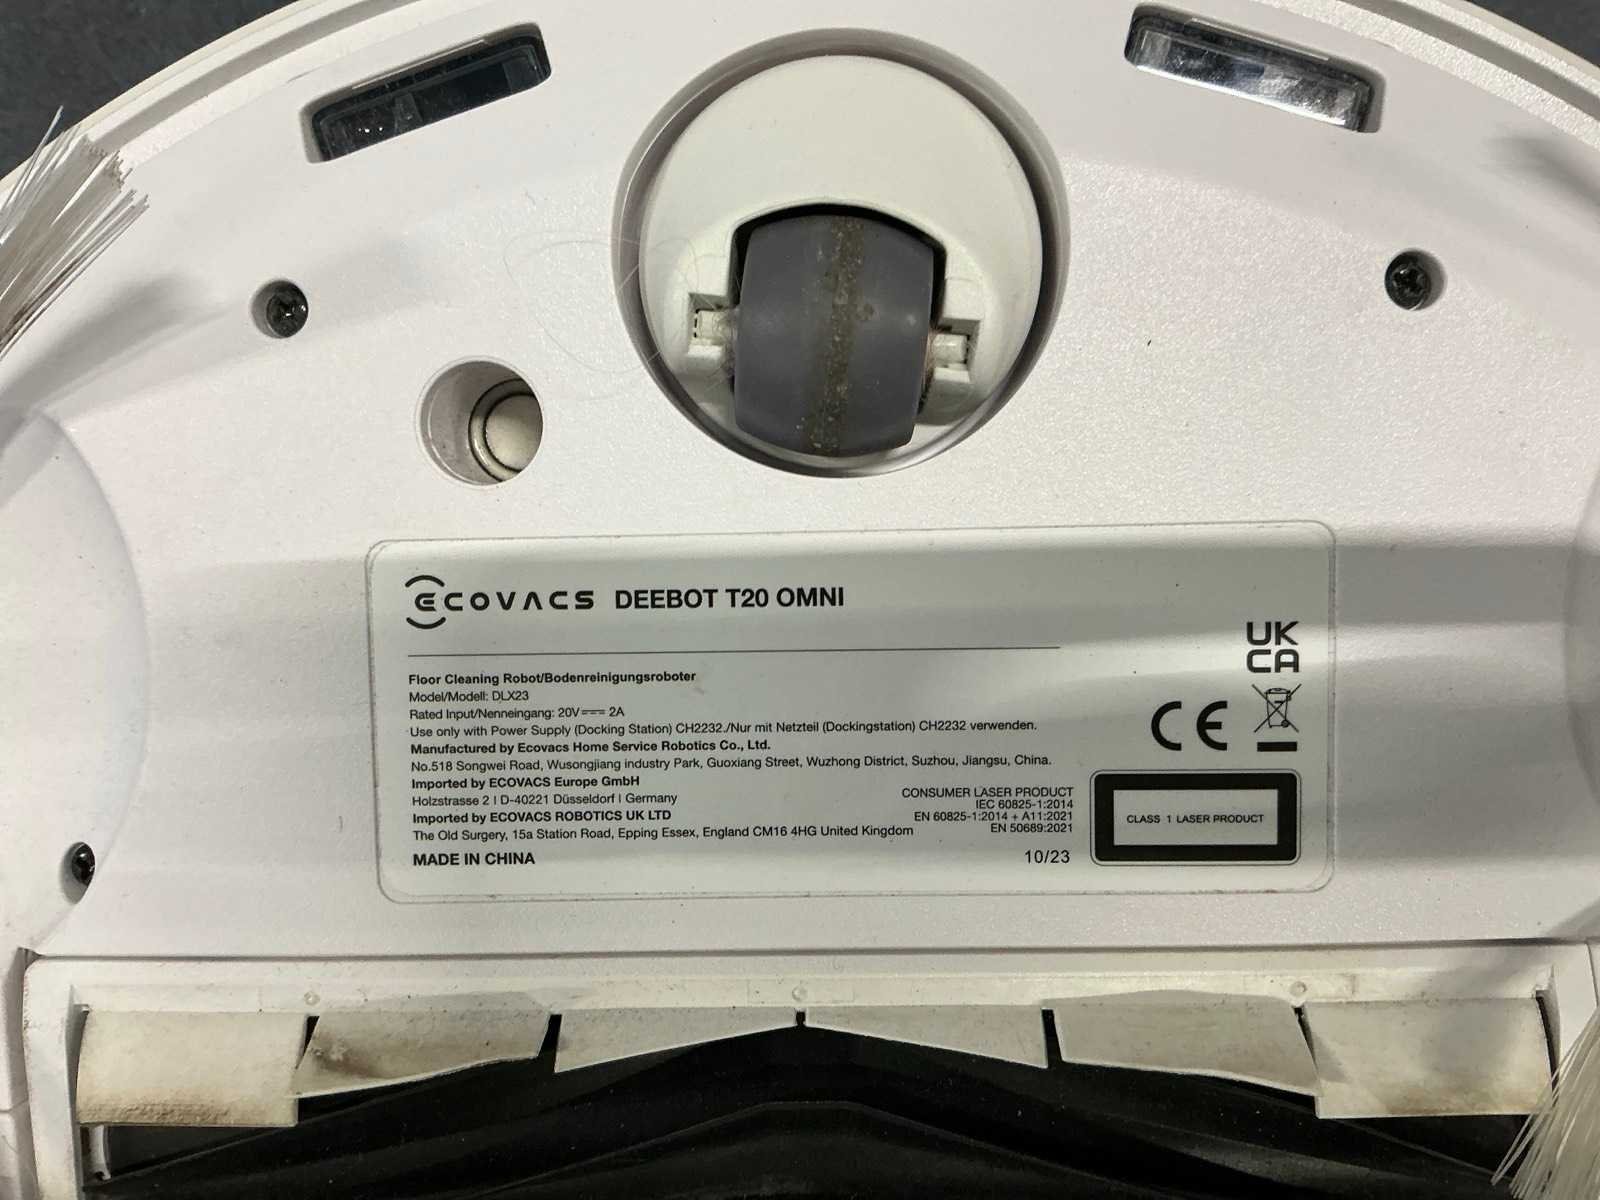 ECOVACS DEEBOT T20 OMNI
UK
CA
Floor Cleaning Robot/Bodenreinigungsroboter
Model/Modell: DLX23
Rated Input/Nenneingang: 20V 2A
Use only with Power Supply (Docking Station) CH2232./Nur mit Netzteil (Dockingstation) CH2232 verwenden.
Manufactured by Ecovacs Home Service Robotics Co., Ltd.
No.518 Songwei Road, Wusongjiang industry Park, Guoxiang Street, Wuzhong District, Suzhou, Jiangsu, China.
Imported by ECOVACS Europe GmbH
Holzstrasse 2 I D-40221 Düsseldorf I Germany
Imported by ECOVACS ROBOTICS UK LTD
The Old Surgery, 15a Station Road, Epping Essex, England CM16 4HG United Kingdom
MADE IN CHINA
CE
CONSUMER LASER PRODUCT
IEC 60825-1:2014
EN 60825-1:2014 + A11:2021
EN 50689:2021
10/23
CLASS 1 LASER PRODUCT